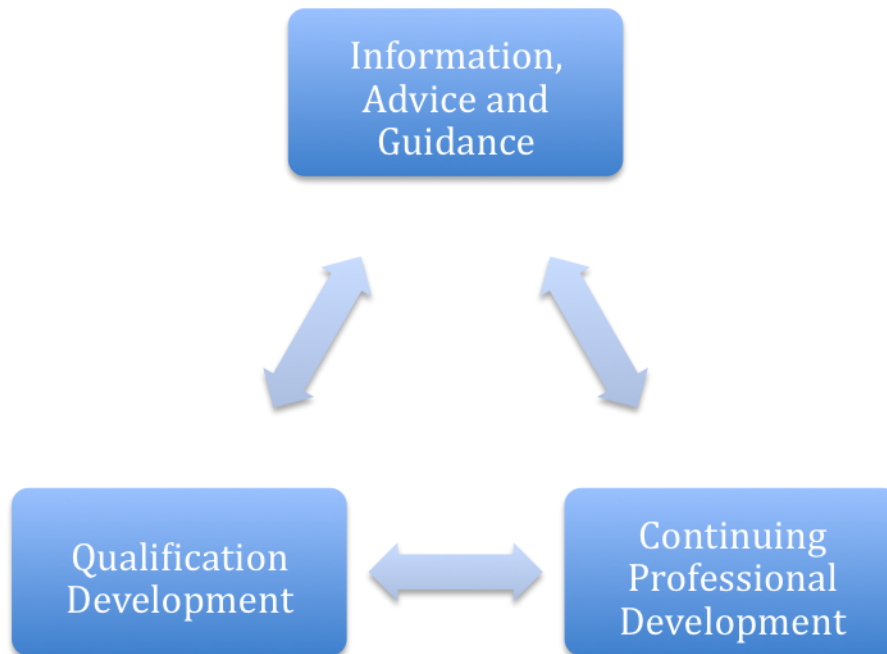 Information,
Advice and
Guidance
Qualification
Development
Continuing
Professional
Development